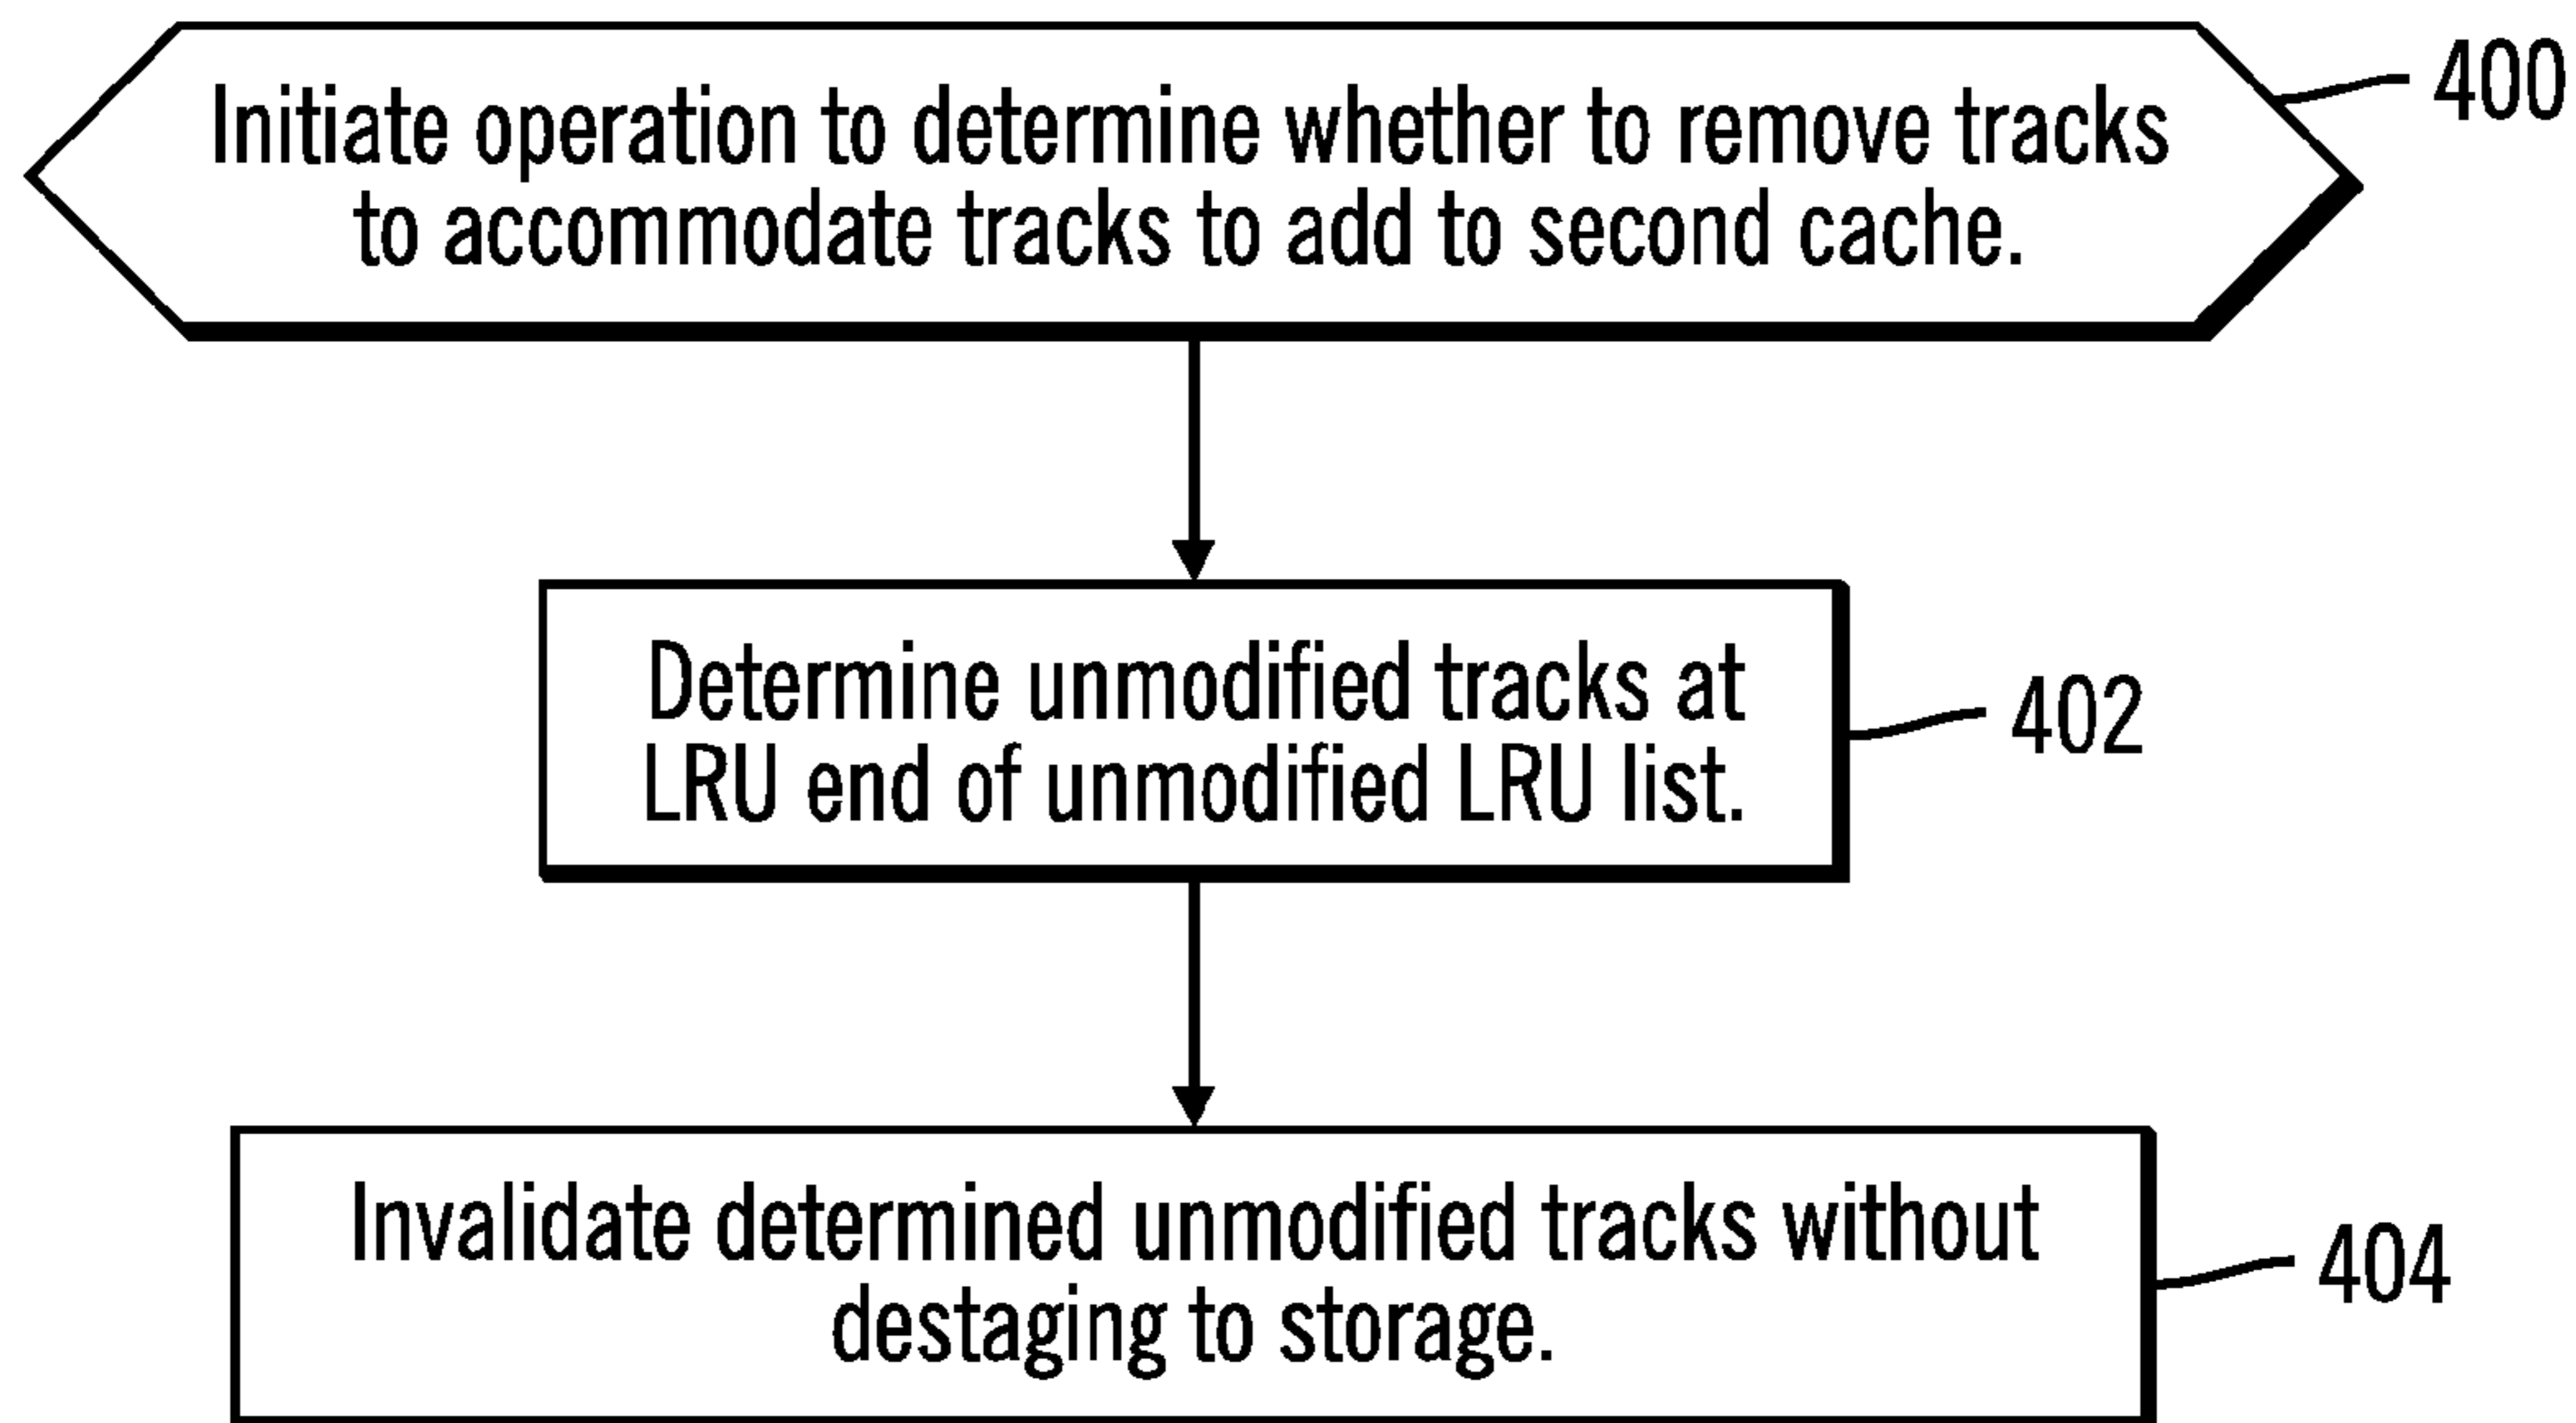 Initiate operation to determine whether to remove tracks
to accommodate tracks to add to second cache.
400
Determine unmodified tracks at
LRU end of unmodified LRU list.
402
Invalidate determined unmodified tracks without
destaging to storage.
404